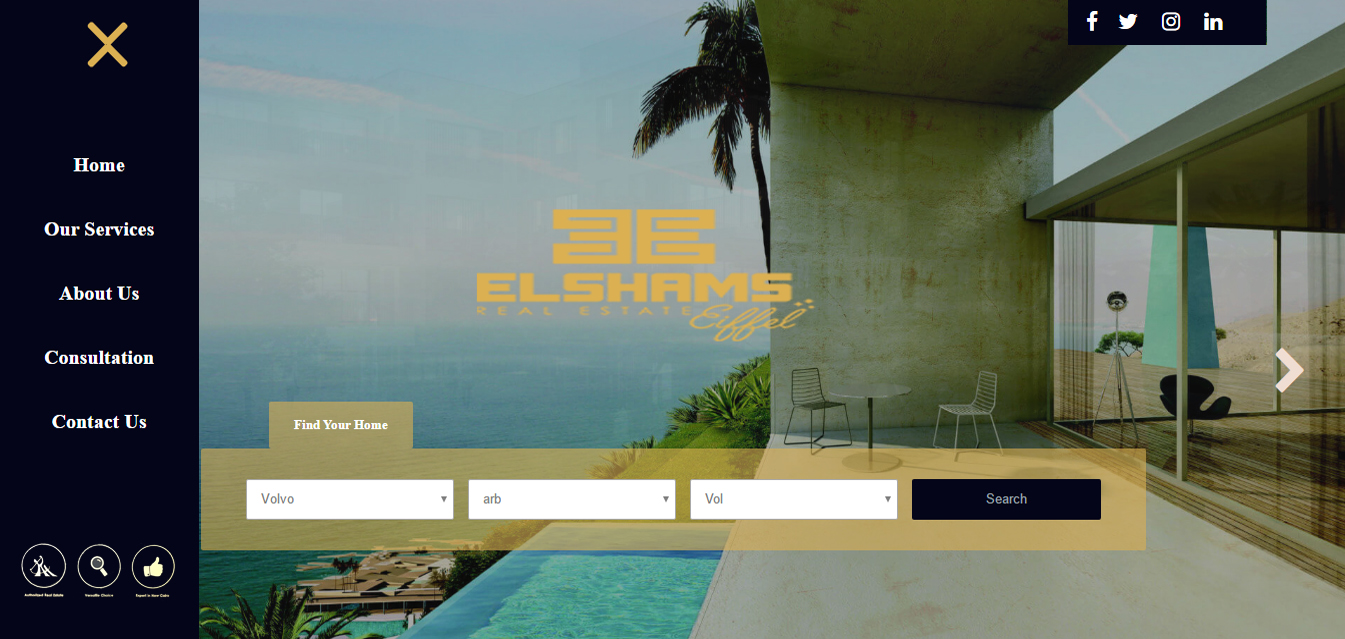 Home
Our Services
About Us
Consultation
Contact Us
Authorized Real Estate
Versatile Choice
Expert in New Cairo
ELSHAMS
REAL ESTATE Eiffel
Find Your Home
Volvo
arb
Vol
Search